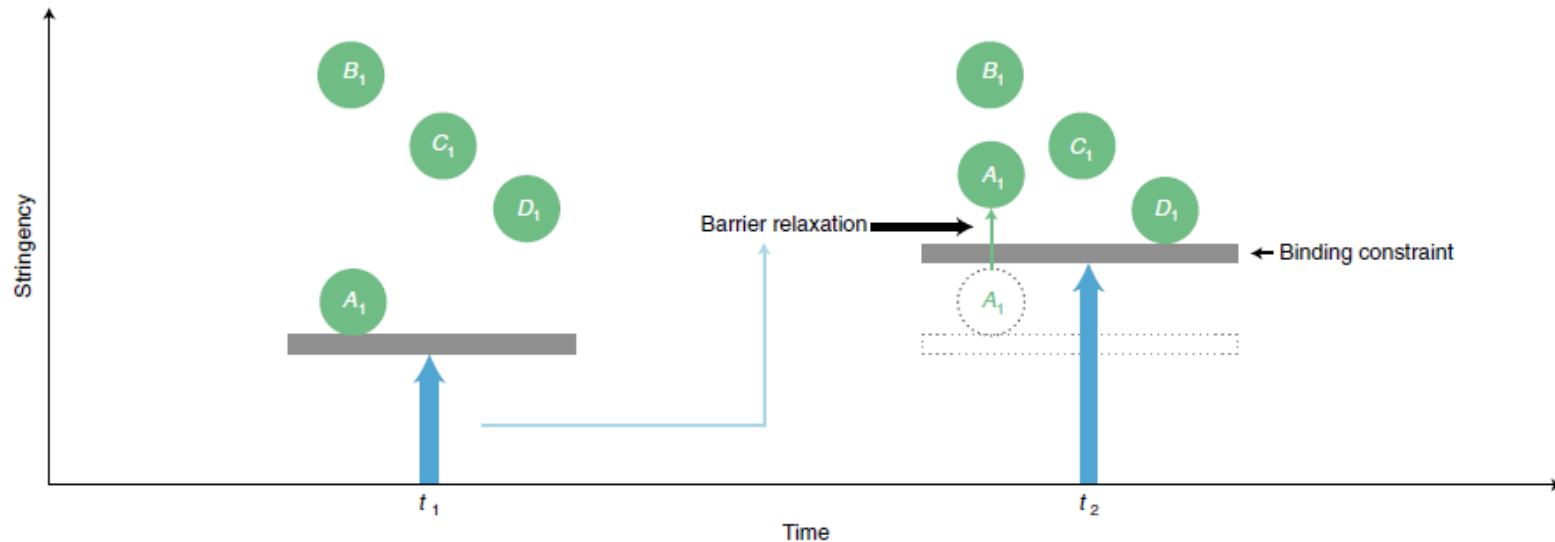 Stringency
B1
C1
D1
A1
Barrier relaxation
B1
A1
C1
D1
A1
Binding constraint
t1
t2
Time